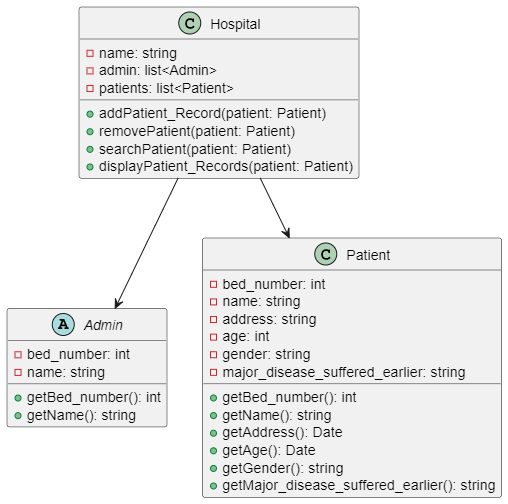 C Hospital
name: string
admin: list<Admin>
patients: list<Patient>
addPatient_Record(patient: Patient)
removePatient(patient: Patient)
searchPatient(patient: Patient)
displayPatient_Records(patient: Patient)
A Admin
bed_number: int
name: string
getBed_number(): int
getName(): string
C Patient
bed_number: int
name: string
address: string
age: int
gender: string
major_disease_suffered_earlier: string
getBed_number(): int
getName(): string
getAddress(): Date
getAge(): Date
getGender(): string
getMajor_disease_suffered_earlier(): string